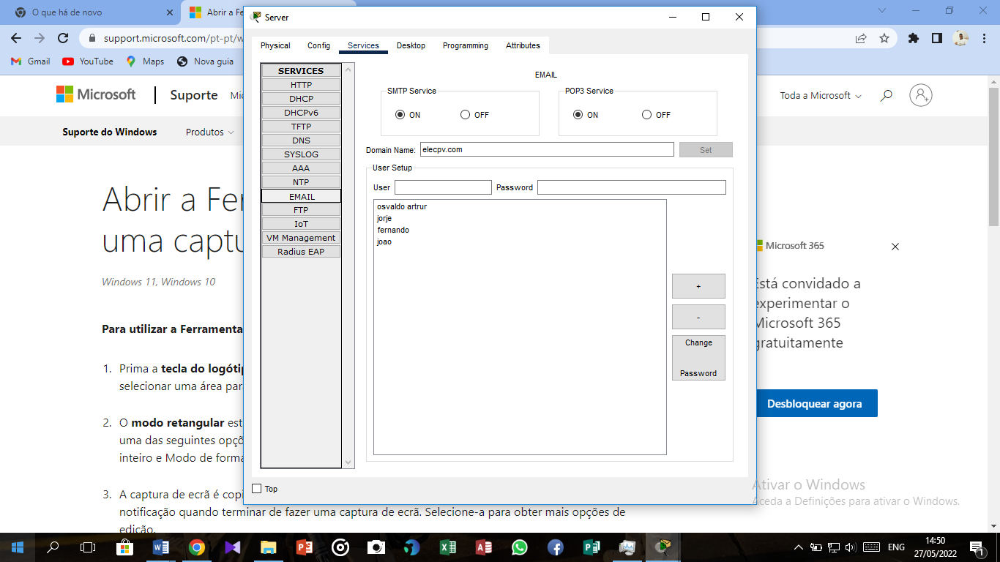 O que há de novo
Abrir a Fe
support.microsoft.com/pt-pt/w
Gmail
YouTube
Maps
Nova guia
Microsoft
Suporte
Mi
Toda a Microsoft
Suporte do Windows
Produtos
Abrir a Fe
uma captu
Windows 11, Windows 10
Para utilizar a Ferramenta
1. Prima a tecla do logóti
selecionar uma área par
2. O modo retangular est
uma das seguintes opçõ
inteiro e Modo de forma
3. A captura de ecrã é copi
notificação quando terminar de fazer uma captura de ecrã. Selecione-a para obter mais opções de
edição.
Server
Physical
Config
Services
Desktop
Programming
Attributes
SERVICES
HTTP
DHCP
DHCPv6
TFTP
DNS
SYSLOG
AAA
NTP
EMAIL
FTP
IoT
VM Management
Radius EAP
EMAIL
SMTP Service
ON
OFF
POP3 Service
ON
OFF
Domain Name:
elecpv.com
Set
User Setup
User
Password
osvaldo artrur
jorje
fernando
joao
+
-
Change
Password
Top
Microsoft 365
Está convidado a
experimentar o
Microsoft 365
gratuitamente
Desbloquear agora
Ativar o Windows
Aceda a Definições para ativar o Windows.
ENG
14:50
27/05/2022
1